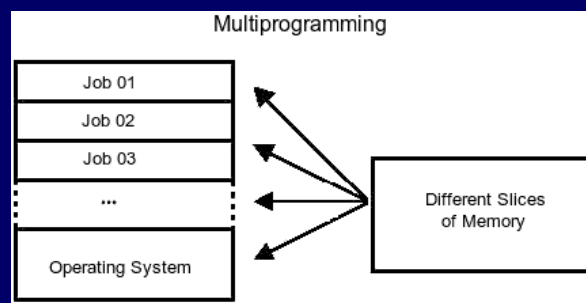 Multiprogramming
Job 01
Job 02
Job 03
...
Operating System
Different Slices
of Memory